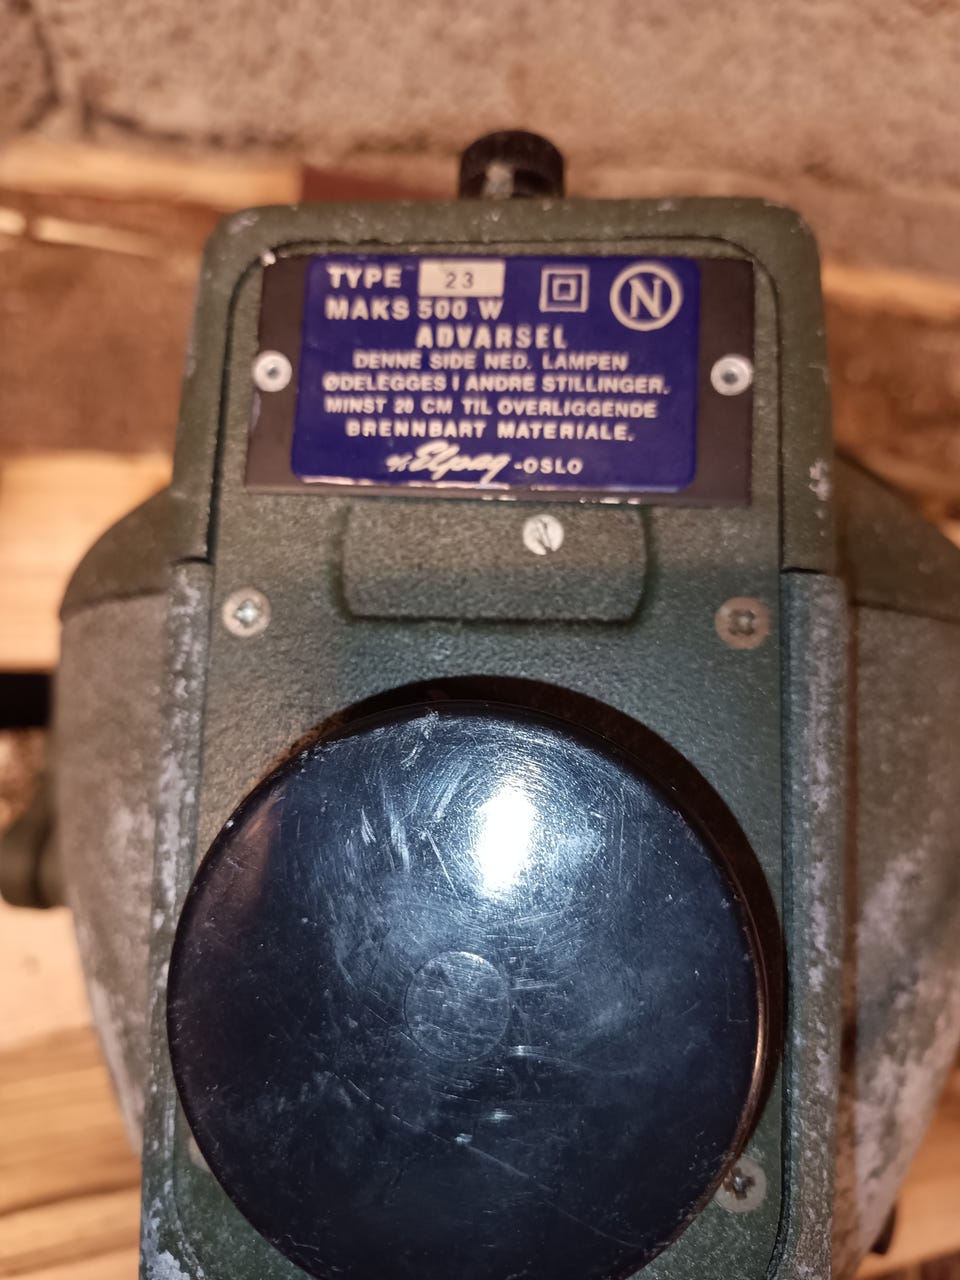 TYPE 23
MAKS 500 W
N
ADVARSEL
DENNE SIDE NED. LAMPEN
ØDELEGGES I ANDRE STILLINGER.
MINST 20 CM TIL OVERLIGGENDE
BRENNBART MATERIALE.
Elpag -OSLO